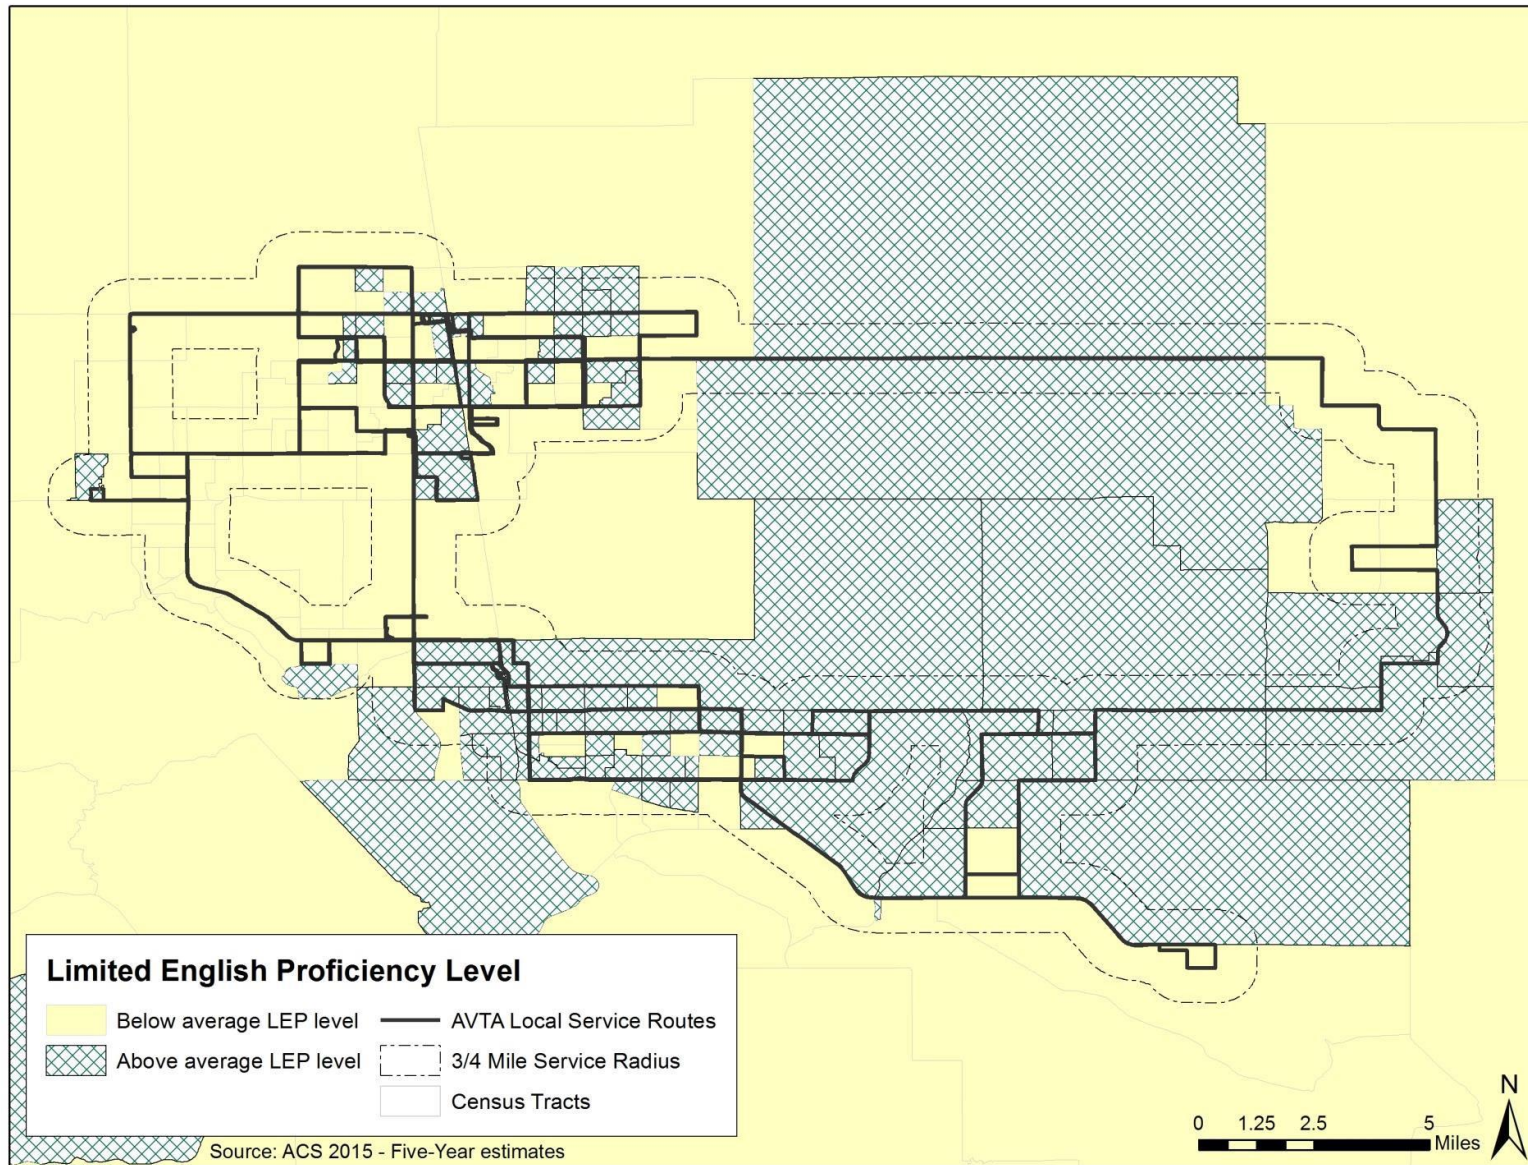 Limited English Proficiency Level
Below average LEP level
AVTA Local Service Routes
Above average LEP level
3/4 Mile Service Radius
Census Tracts
Source: ACS 2015 - Five-Year estimates
N
0 1.25 2.5 5
Miles